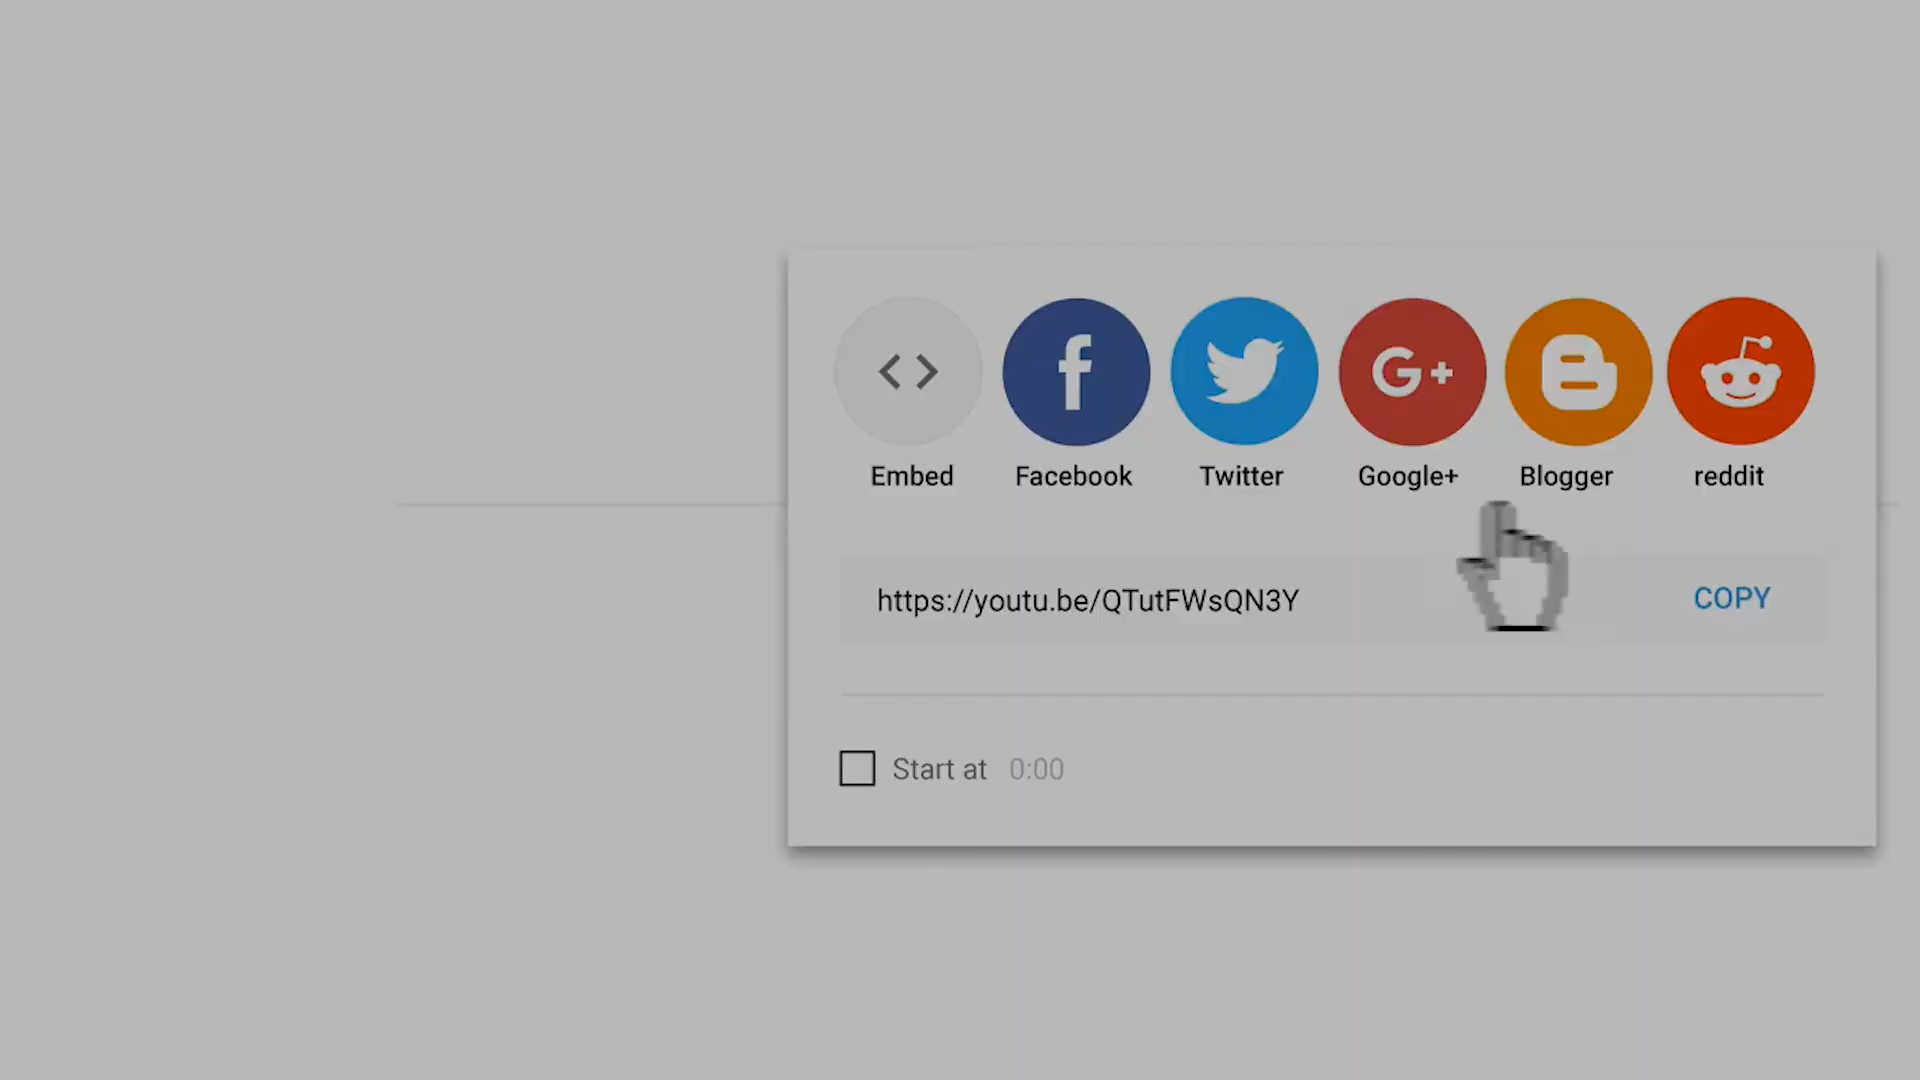 Embed Facebook Twitter Google+ Blogger reddit
https://youtu.be/QTutFWsQN3Y COPY
Start at 0:00